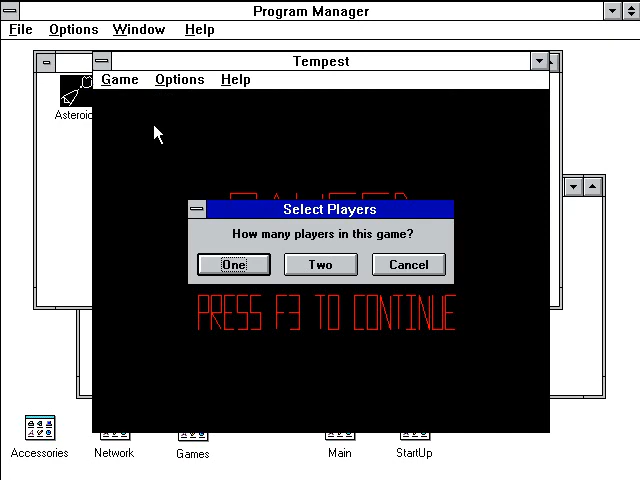 Program Manager
File Options Window Help
Tempest
Game Options Help
Asteroi
Select Players
How many players in this game?
One Two Cancel
PRESS F3 TO CONTINUE
Accessories Network Games Main StartUp